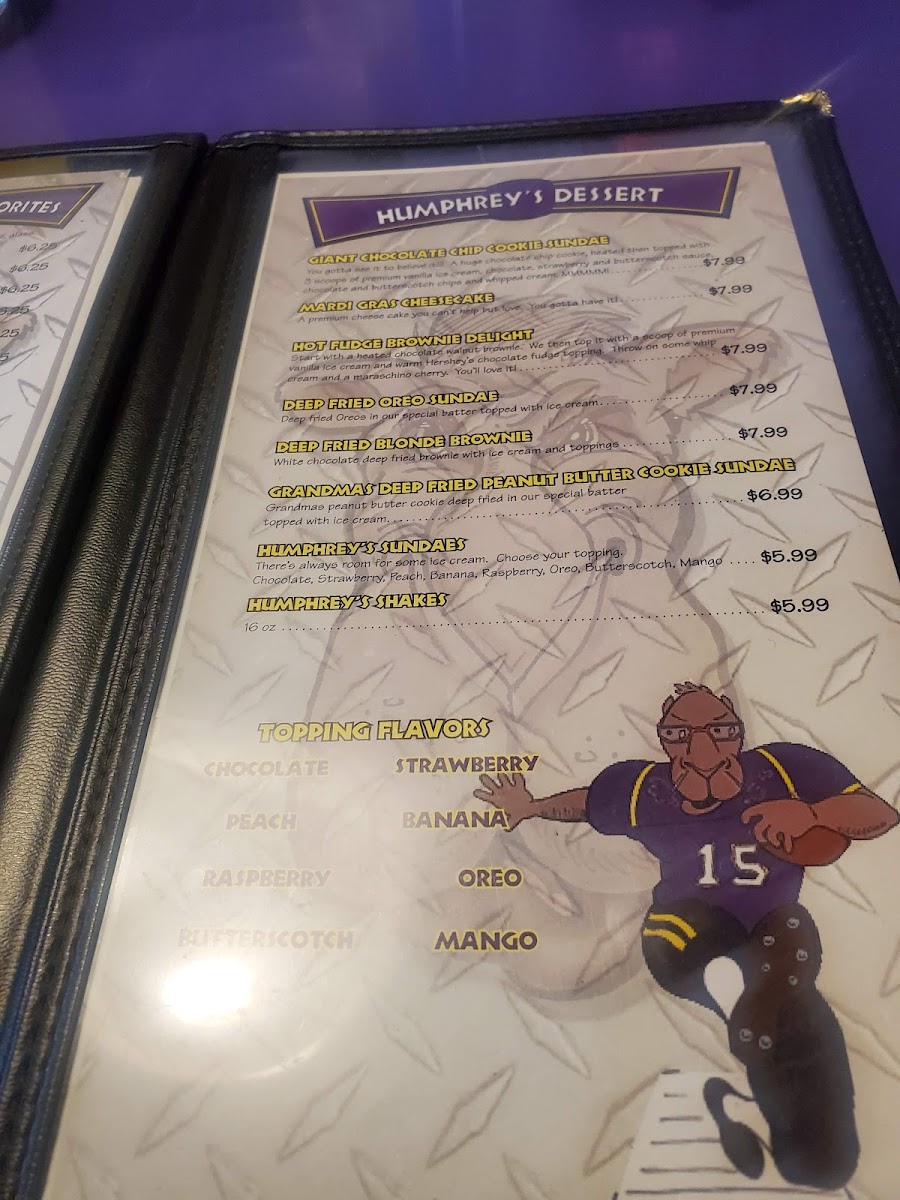 ORITES
$6.25
$6.25
$6.25
HUMPHREY'S DESSERT
GIANT CHOCOLATE CHIP COOKIE SUNDAE
You gotta see it to believe it!!! A huge chocolate chip cookie, heated then topped with
3 scoops of premium vanilla ice cream, chocolate, strawberry and butterscotch sauce,
chocolate and butterscotch chips and whipped cream, MMMMM! $7.99
MARDI GRAS CHEESECAKE
A premium cheese cake you can't help but love. You gotta have it! $7.99
HOT FUDGE BROWNIE DELIGHT
Start with a heated chocolate walnut brownie. We then top it with a scoop of premium
vanilla ice cream and warm Hershey's chocolate fudge topping. Throw on some whip
cream and a maraschino cherry. You'll love it! $7.99
DEEP FRIED OREO SUNDAE
Deep fried Oreos in our special batter topped with ice cream $7.99
DEEP FRIED BLONDE BROWNIE
White chocolate deep fried brownie with ice cream and toppings $7.99
GRANDMAS DEEP FRIED PEANUT BUTTER COOKIE SUNDAE
Grandmas peanut butter cookie deep fried in our special batter
topped with ice cream $6.99
HUMPHREY'S SUNDAES
There's always room for some ice cream. Choose your topping.
Chocolate, Strawberry, Peach, Banana, Raspberry, Oreo, Butterscotch, Mango .... $5.99
HUMPHREY'S SHAKES
16 oz $5.99
TOPPING FLAVORS
CHOCOLATE STRAWBERRY
PEACH BANANA
RASPBERRY OREO
BUTTERSCOTCH MANGO
15